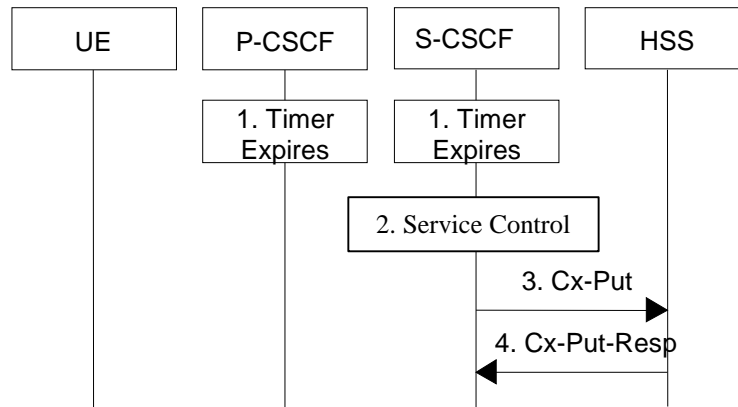 UE
P-CSCF
S-CSCF
HSS
1. Timer
Expires
1. Timer
Expires
2. Service Control
3. Cx-Put
4. Cx-Put-Resp